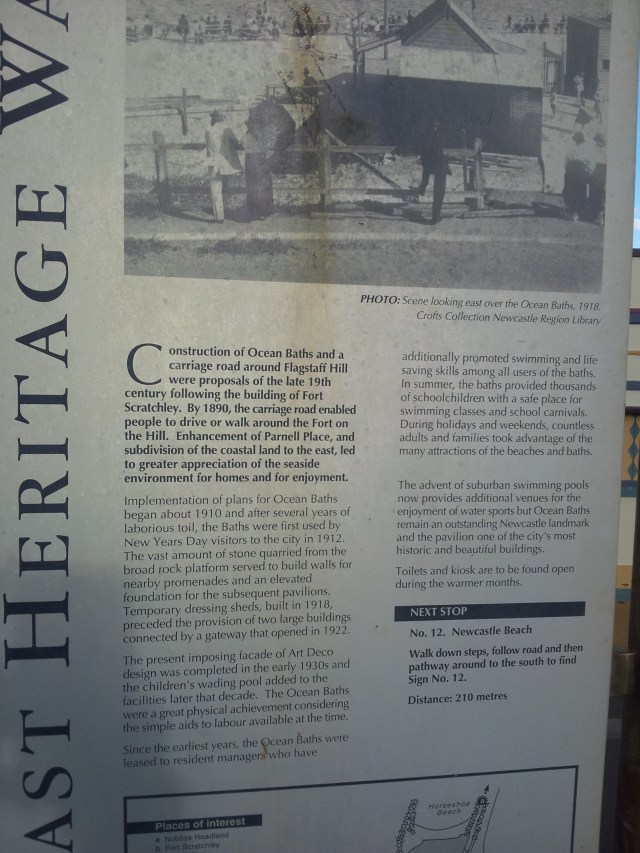 AST HERITAGE WA
PHOTO: Scene looking east over the Ocean Baths, 1918.
Crofts Collection Newcastle Region Library
Construction of Ocean Baths and a
carriage road around Flagstaff Hill
were proposals of the late 19th
century following the building of Fort
Scratchley. By 1890, the carriage road enabled
people to drive or walk around the Fort on
the Hill. Enhancement of Parnell Place, and
subdivision of the coastal land to the east, led
to greater appreciation of the seaside
environment for homes and for enjoyment.
Implementation of plans for Ocean Baths
began about 1910 and after several years of
laborious toil, the Baths were first used by
New Years Day visitors to the city in 1912.
The vast amount of stone quarried from the
broad rock platform served to build walls for
nearby promenades and an elevated
foundation for the subsequent pavilions.
Temporary dressing sheds, built in 1918,
preceded the provision of two large buildings
connected by a gateway that opened in 1922.
The present imposing facade of Art Deco
design was completed in the early 1930s and
the children's wading pool added to the
facilities later that decade. The Ocean Baths
were a great physical achievement considering
the simple aids to labour available at the time.
Since the earliest years, the Ocean Baths were
leased to resident managers who have
additionally promoted swimming and life
saving skills among all users of the baths.
In summer, the baths provided thousands
of schoolchildren with a safe place for
swimming classes and school carnivals.
During holidays and weekends, countless
adults and families took advantage of the
many attractions of the beaches and baths.
The advent of suburban swimming pools
now provides additional venues for the
enjoyment of water sports but Ocean Baths
remain an outstanding Newcastle landmark
and the pavilion one of the city's most
historic and beautiful buildings.
Toilets and kiosk are to be found open
during the warmer months.
NEXT STOP
No. 12. Newcastle Beach
Walk down steps, follow road and then
pathway around to the south to find
Sign No. 12.
Distance: 210 metres
Places of interest
a Nobbys Headland
b Fort Scratchley
Horseshoe
Beach